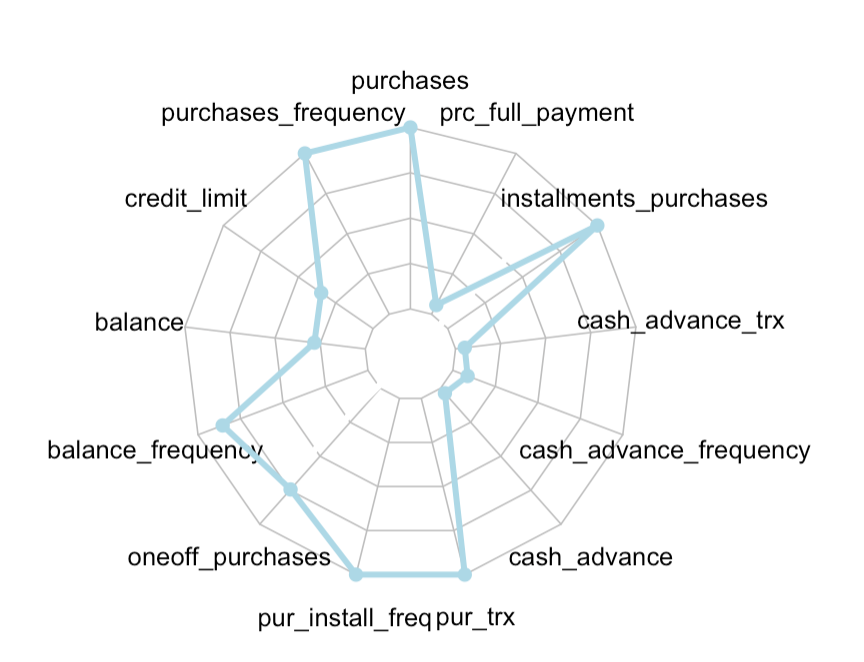 purchases
purchases_frequency
prc_full_payment
credit_limit
installments_purchases
balance
cash_advance_trx
balance_frequency
cash_advance_frequency
oneoff_purchases
cash_advance
pur_install_freq
pur_trx